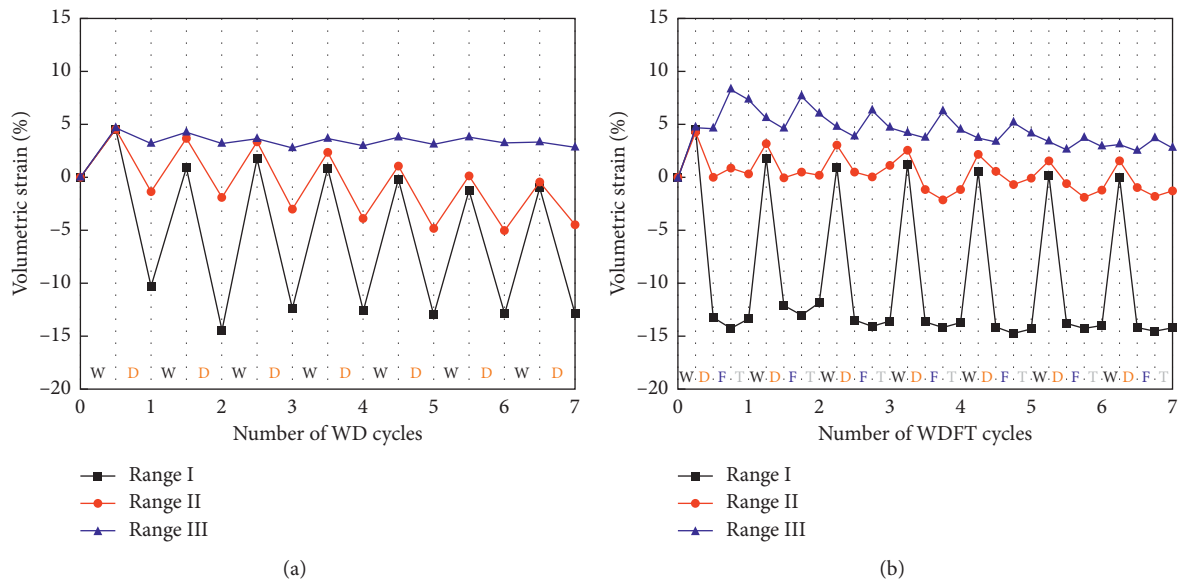 15
10
5
0
−5
−10
−15
−20
Volumetric strain (%)
W D W D W D W D W D W D W D
0 1 2 3 4 5 6 7
Number of WD cycles
Range I
Range II
Range III
(a)
15
10
5
0
−5
−10
−15
−20
Volumetric strain (%)
W D F T W D F T W D F T W D F T W D F T W D F T W D F T
0 1 2 3 4 5 6 7
Number of WDFT cycles
Range I
Range II
Range III
(b)